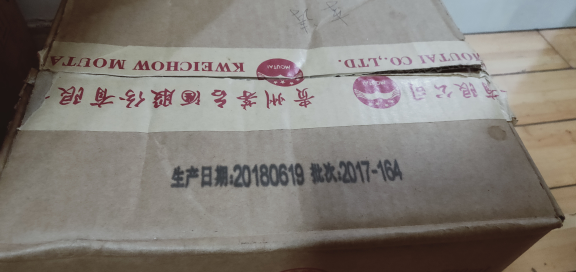 MOUTAI CO.,LTD. MOUTAI KWEICHOW MOUTA
有限公司 贵州茅台酒股份有限
生产日期:20180619 批次:2017-164